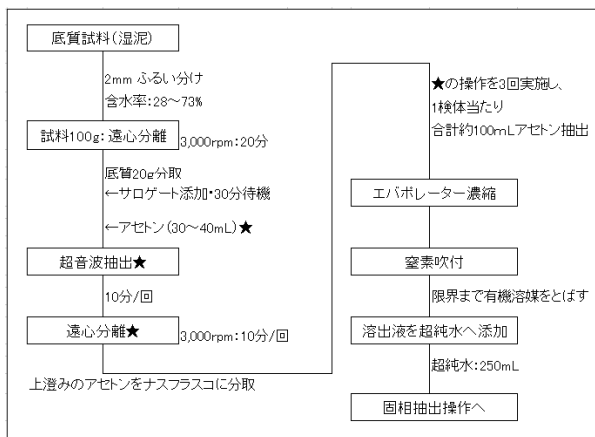 底質試料(湿泥)
2mm ふるい分け
含水率:28～73%
試料100g:遠心分離
3,000rpm:20分
底質20g分取
←サロゲート添加・30分待機
←アセトン(30～40mL)★
超音波抽出★
10分/回
遠心分離★
3,000rpm:10分/回
上澄みのアセトンをナスフラスコに分取
★の操作を3回実施し、
1検体当たり
合計約100mLアセトン抽出
エバポレーター濃縮
窒素吹付
限界まで有機溶媒をとばす
溶出液を超純水へ添加
超純水:250mL
固相抽出操作へ